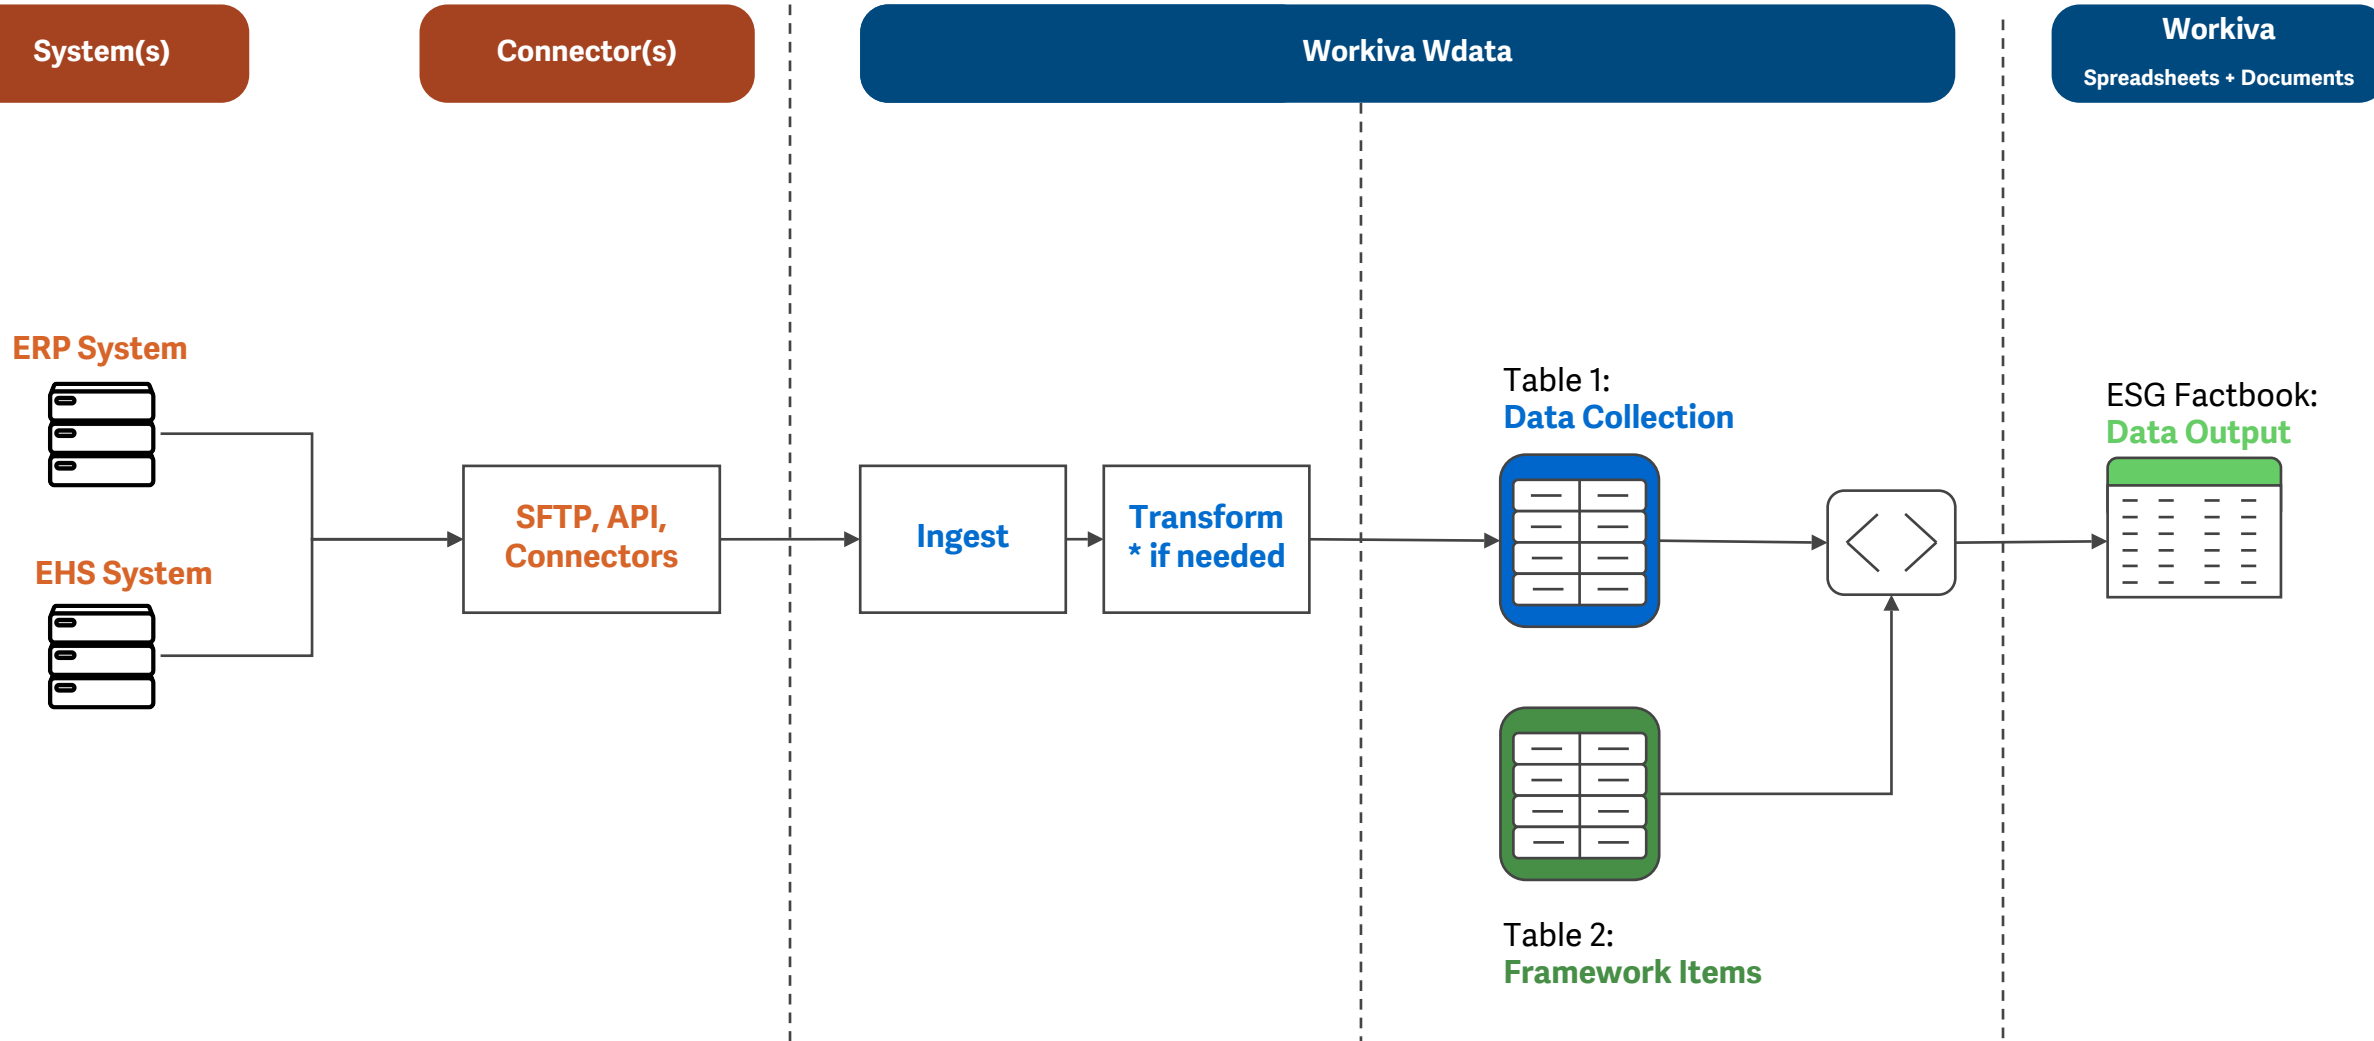 System(s)
Connector(s)
Workiva Wdata
Workiva
Spreadsheets + Documents
ERP System
EHS System
SFTP, API,
Connectors
Ingest
Transform
* if needed
Table 1:
Data Collection
Table 2:
Framework Items
ESG Factbook:
Data Output